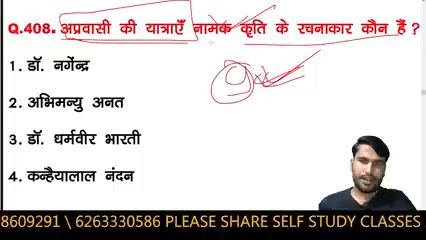 Q.408. अप्रवासी की यात्राएँ नामक कृति के रचनाकार कौन हैं ?
1. डॉ. नगेंन्द्र
2. अभिमन्यु अनत
3. डॉ. धर्मवीर भारती
4. कन्हैयालाल नंदन
8609291 \ 6263330586 PLEASE SHARE SELF STUDY CLASSES